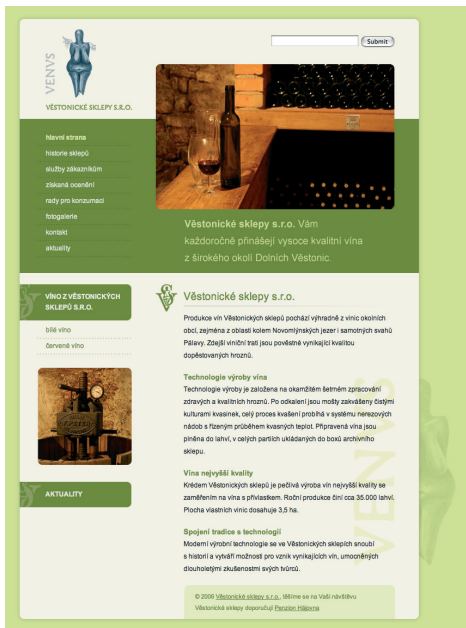 VENVS
VĚSTONICKÉ SKLEPY S.R.O.
Submit
hlavní strana
historie sklepů
služby zákazníkům
získaná ocenění
rady pro konzumaci
fotogalerie
kontakt
aktuality
Věstonické sklepy s.r.o. Vám
každoročně přinášejí vysoce kvalitní vína
z širokého okolí Dolních Věstonic.
VÍNO Z VĚSTONICKÝCH
SKLEPŮ S.R.O.
bílé víno
červené víno
AKTUALITY
Věstonické sklepy s.r.o.
Produkce vín Věstonických sklepů pochází výhradně z vinic okolních
obcí, zejména z oblasti kolem Novomlýnských jezer i samotných svahů
Pálavy. Zdejší viniční trati jsou pověstné vynikající kvalitou
dopěstovaných hroznů.
Technologie výroby vína
Technologie výroby je založena na okamžitém šetrném zpracování
zdravých a kvalitních hroznů. Po odkalení jsou mošty zakvášeny čistými
kulturami kvasinek, celý proces kvašení probíhá v systému nerezových
nádob s řízeným průběhem kvasných teplot. Připravená vína jsou
plněna do lahví, v celých partiích ukládaných do boxů archivního
sklepu.
Vína nejvyšší kvality
Krédem Věstonických sklepů je pečlivá výroba vín nejvyšší kvality se
zaměřením na vína s přívlastkem. Roční produkce činí cca 35.000 lahví.
Plocha vlastních vinic dosahuje 3,5 ha.
Spojení tradice s technologií
Moderní výrobní technologie se ve Věstonických sklepích snoubí
s historií a vytváří možnosti pro vznik vynikajících vín, umocněných
dlouholetými zkušenostmi svých tvůrců.
VENVS
© 2006 Věstonické sklepy s.r.o., těšíme se na Vaši návštěvu
Věstonické sklepy doporučují Penzion Hájovna